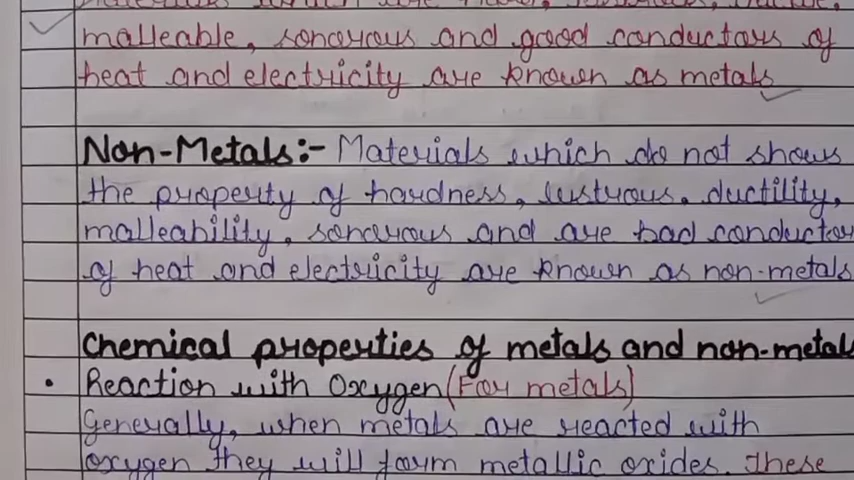 malleable, sonorous and good conductors of
heat and electricity are known as metals
Non-Metals:- Materials which do not shows
the property of hardness, lustrous, ductility,
malleability, sonorous and are bad conductor
of heat and electricity are known as non-metals
Chemical properties of metals and non-metal
• Reaction with Oxygen (For metals)
Generally, when metals are reacted with
oxygen they will form metallic oxides. These